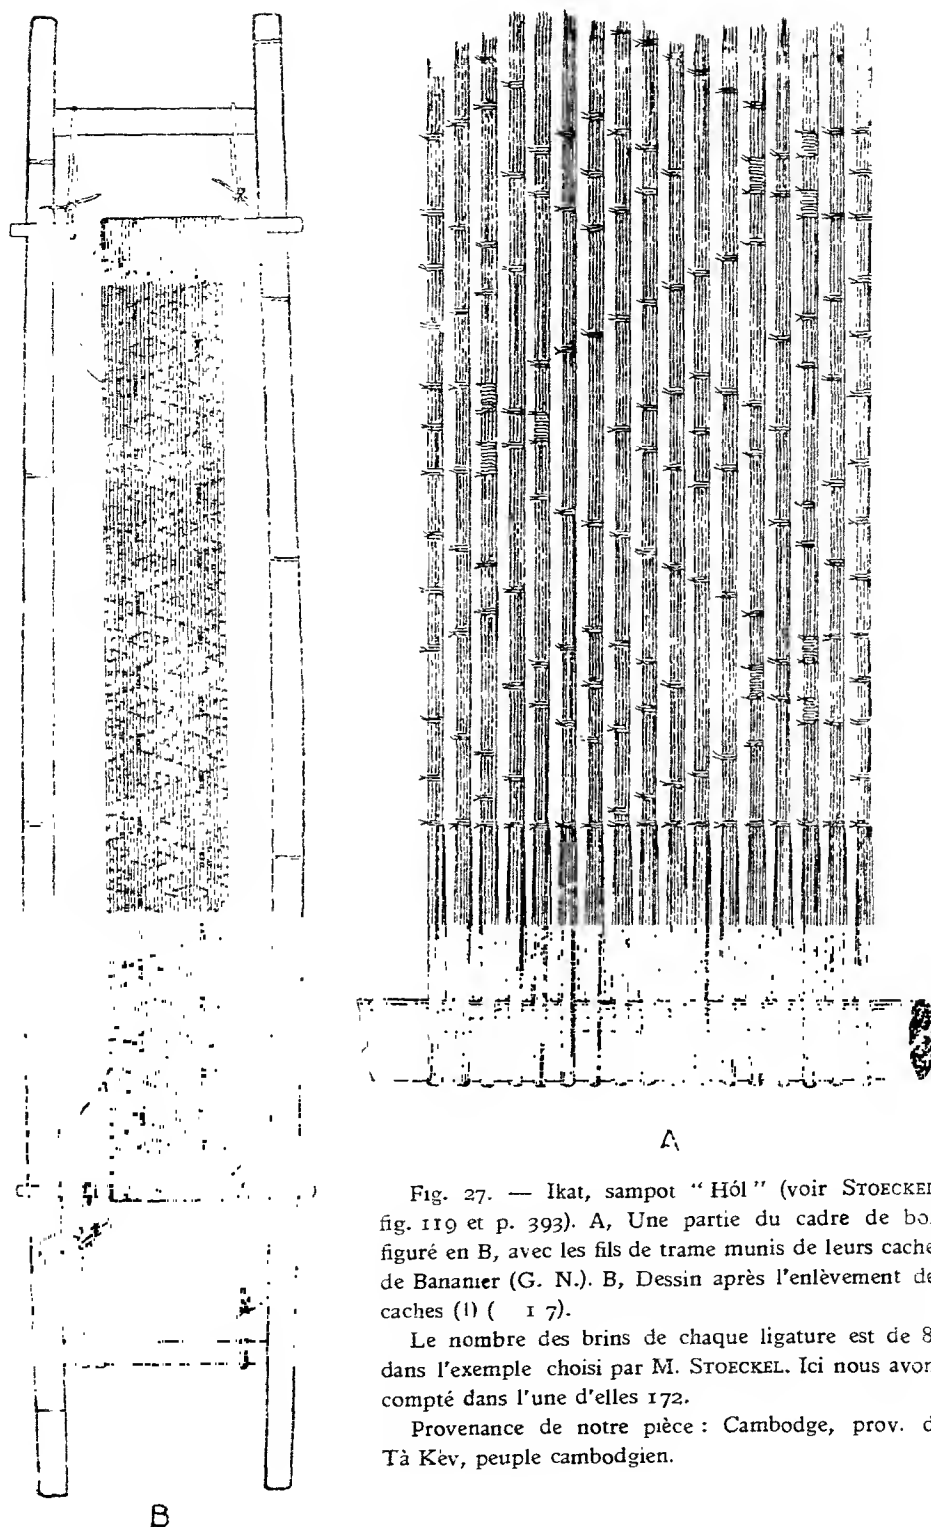 A
Fig. 27. — Ikat, sampot “Hól” (voir STOECKEL
fig. 119 et p. 393). A, Une partie du cadre de
figuré en B, avec les fils de trame munis de leurs cache
de Bananier (G. N.). B, Dessin après l'enlèvement de
caches (1) ( 1 7).
Le nombre des brins de chaque ligature est de 8
dans l'exemple choisi par M. STOECKEL. Ici nous avon
compté dans l'une d'elles 172.
Provenance de notre pièce : Cambodge, prov. d
Tà Kèv, peuple cambodgien.
B